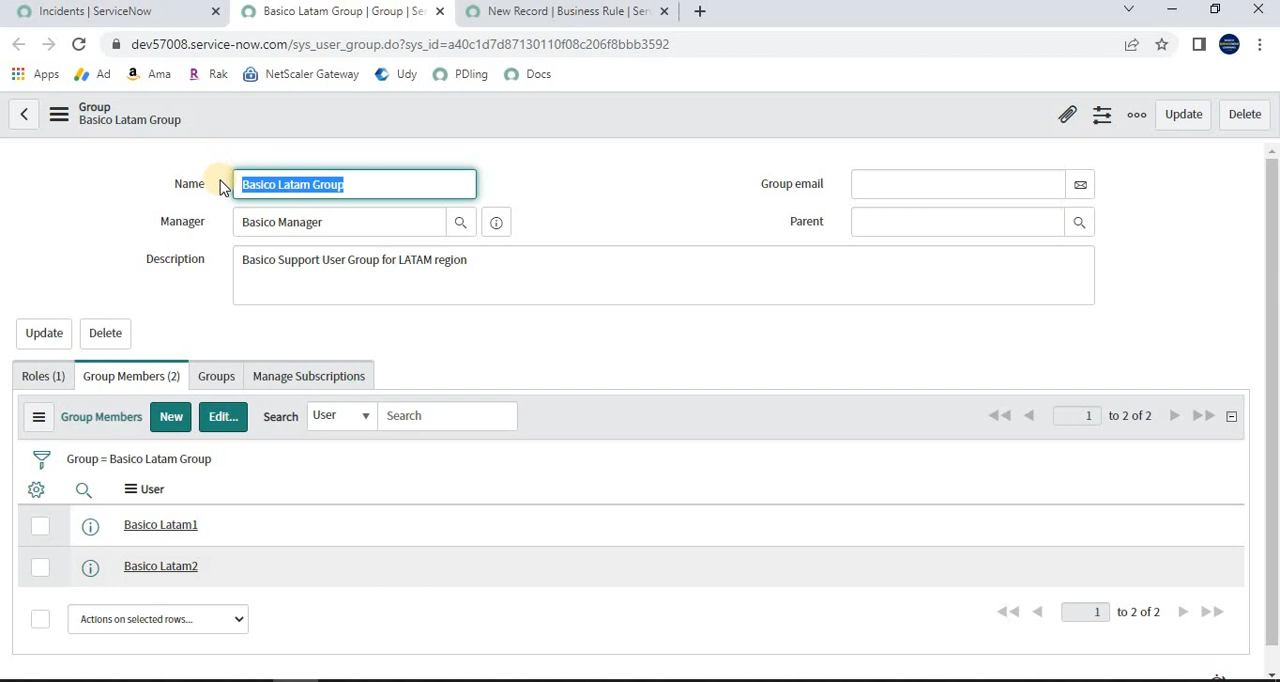 Incidents | ServiceNow
Basico Latam Group | Group | Ser
New Record | Business Rule | Ser
dev57008.service-now.com/sys_user_group.do?sys_id=a40c1d7d87130110f08c206f8bbb3592
Apps Ad Ama Rak NetScaler Gateway Udy PDling Docs
Group
Basico Latam Group
Update Delete
Name Basico Latam Group Group email
Manager Basico Manager Parent
Description Basico Support User Group for LATAM region
Update Delete
Roles (1) Group Members (2) Groups Manage Subscriptions
Group Members New Edit... Search User Search 1 to 2 of 2
Group = Basico Latam Group
User
Basico Latam1
Basico Latam2
Actions on selected rows... 1 to 2 of 2